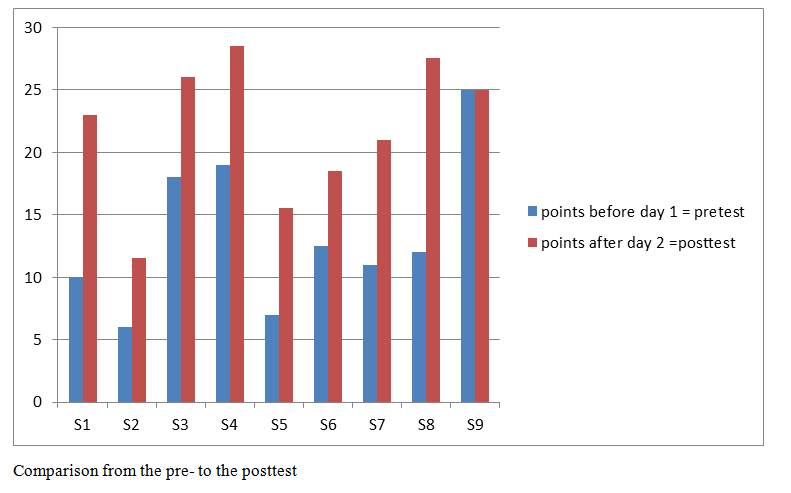 30
25
20
15
10
5
0
S1 S2 S3 S4 S5 S6 S7 S8 S9
points before day 1 = pretest
points after day 2 =posttest
Comparison from the pre- to the posttest